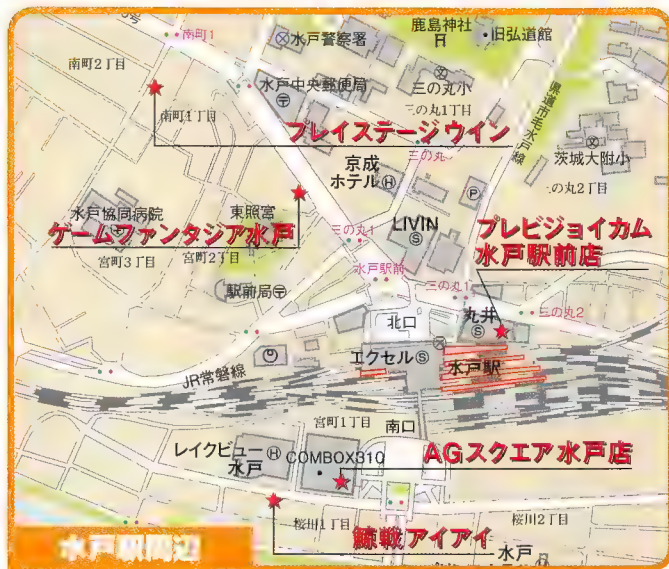 南町1
水戸警察署
鹿島神社
旧弘道館
南町2丁目
水戸中央郵便局
三の丸小
三の丸1丁目
南町1丁目
県道市毛水戸線
プレイステージ ウイン
三の丸
茨城大附小
京成
ホテル Ⓗ
Ⓟ
三の丸2丁目
水戸協同病院
東照宮
LIVIN
Ⓢ
プレビジョイカム
水戸駅前店
ゲームファンタジア水戸
三の丸1
宮町3丁目
宮町2丁目
水戸駅前
駅前局
三の丸1
三の丸2
北口
丸井
Ⓢ
エクセル Ⓢ
水戸駅
JR常磐線
宮町1丁目
南口
レイクビュー Ⓗ
水戸
COMBOX310
AGスクエア 水戸店
桜川1丁目
桜川2丁目
鯨戦 アイアイ
水戸
水戸駅周辺